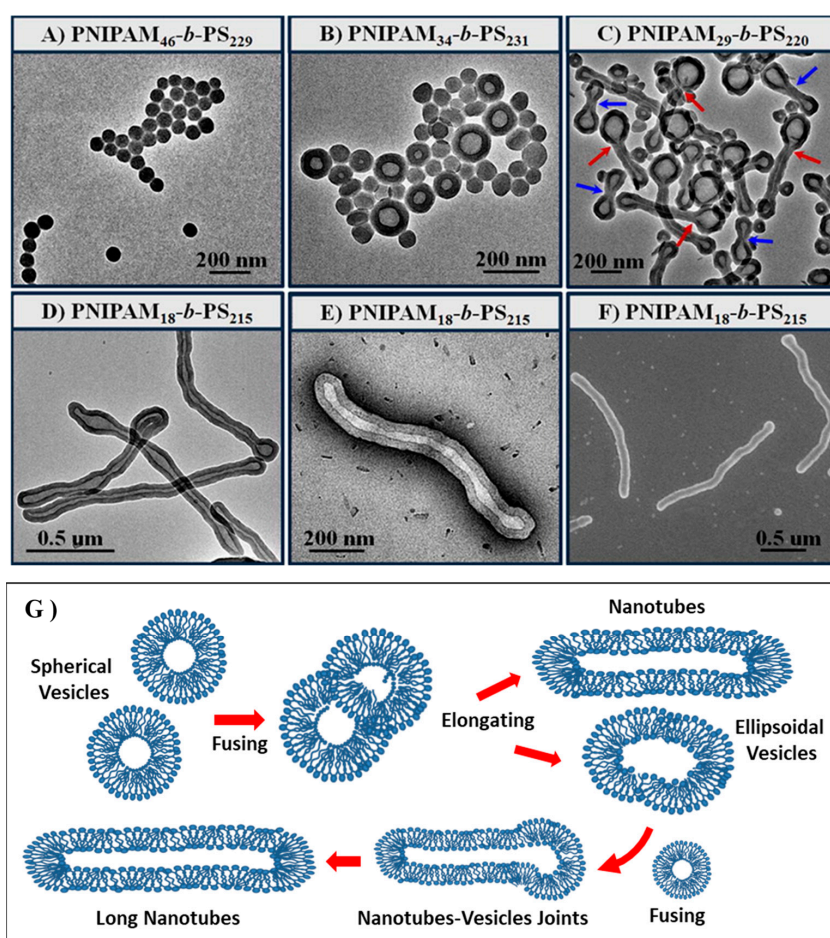 A) PNIPAM₄₆-b-PS₂₂₉
B) PNIPAM₃₄-b-PS₂₃₁
C) PNIPAM₂₉-b-PS₂₂₀
200 nm
200 nm
200 nm
D) PNIPAM₁₈-b-PS₂₁₅
E) PNIPAM₁₈-b-PS₂₁₅
F) PNIPAM₁₈-b-PS₂₁₅
0.5 um
200 nm
0.5 um
G )
Spherical
Vesicles
Fusing
Elongating
Nanotubes
Ellipsoidal
Vesicles
Long Nanotubes
Nanotubes-Vesicles Joints
Fusing